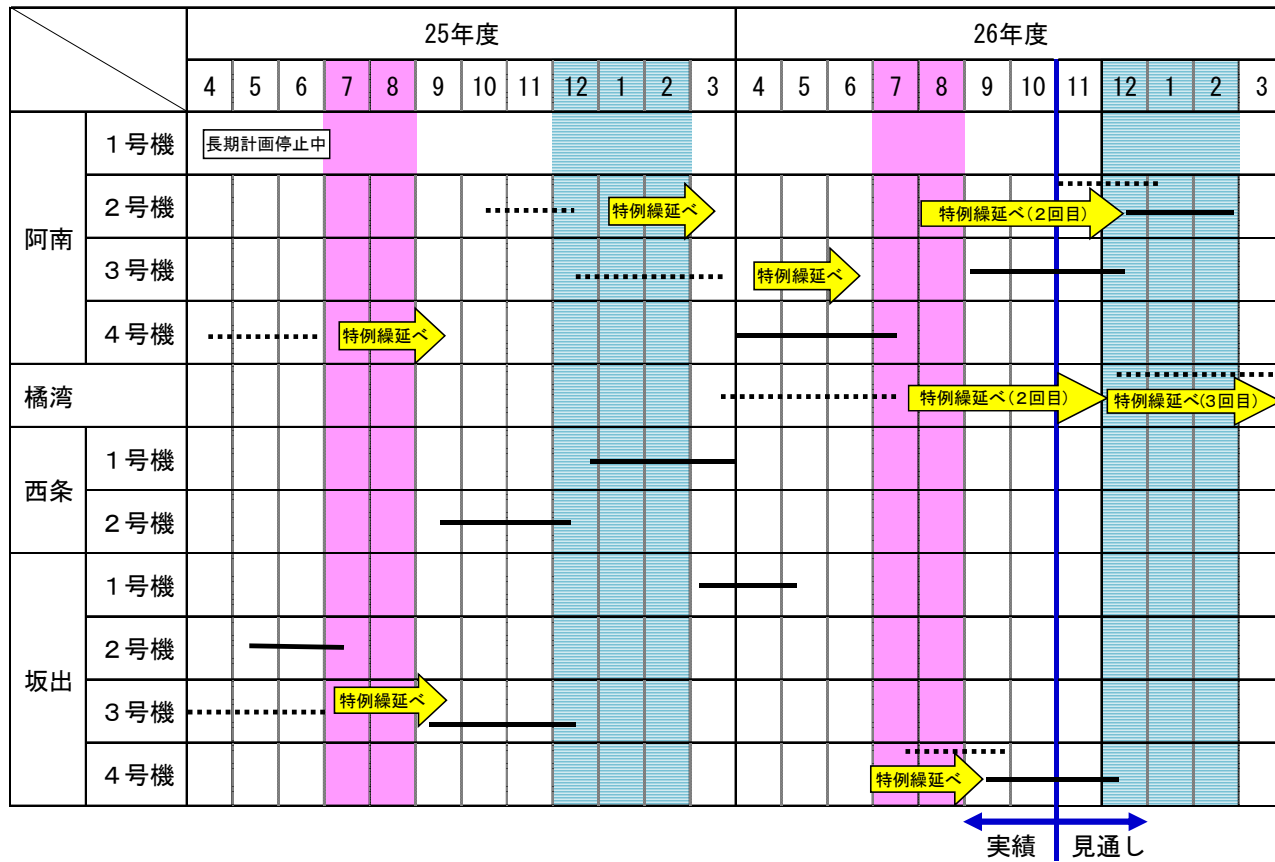 25年度 26年度
4 5 6 7 8 9 10 11 12 1 2 3 4 5 6 7 8 9 10 11 12 1 2 3
阿南
1号機 長期計画停止中
2号機 特例繰延べ 特例繰延べ(2回目)
3号機 特例繰延べ
4号機 特例繰延べ
橘湾 特例繰延べ(2回目) 特例繰延べ(3回目)
西条
1号機
2号機
坂出
1号機
2号機
3号機 特例繰延べ
4号機 特例繰延べ
実績 見通し